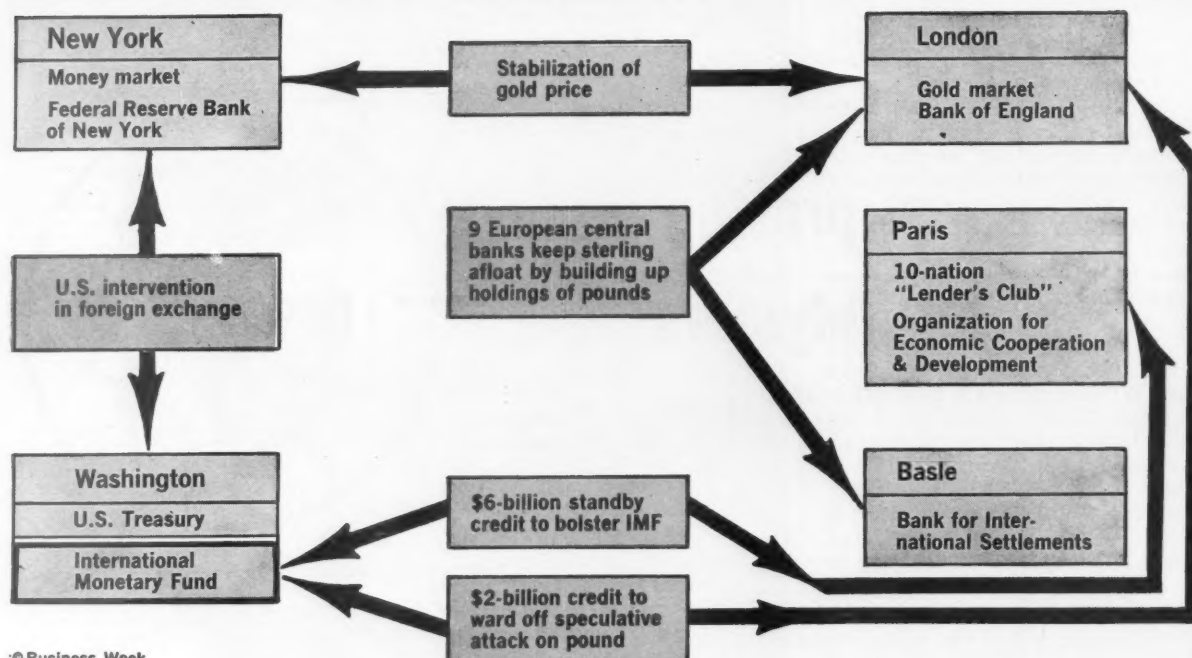 New York
Money market
Federal Reserve Bank
of New York
Stabilization of
gold price
London
Gold market
Bank of England
U.S. intervention
in foreign exchange
9 European central
banks keep sterling
afloat by building up
holdings of pounds
Paris
10-nation
"Lender's Club"
Organization for
Economic Cooperation
& Development
Washington
U.S. Treasury
International
Monetary Fund
$6-billion standby
credit to bolster IMF
$2-billion credit to
ward off speculative
attack on pound
Basle
Bank for Inter-
national Settlements
©Business Week